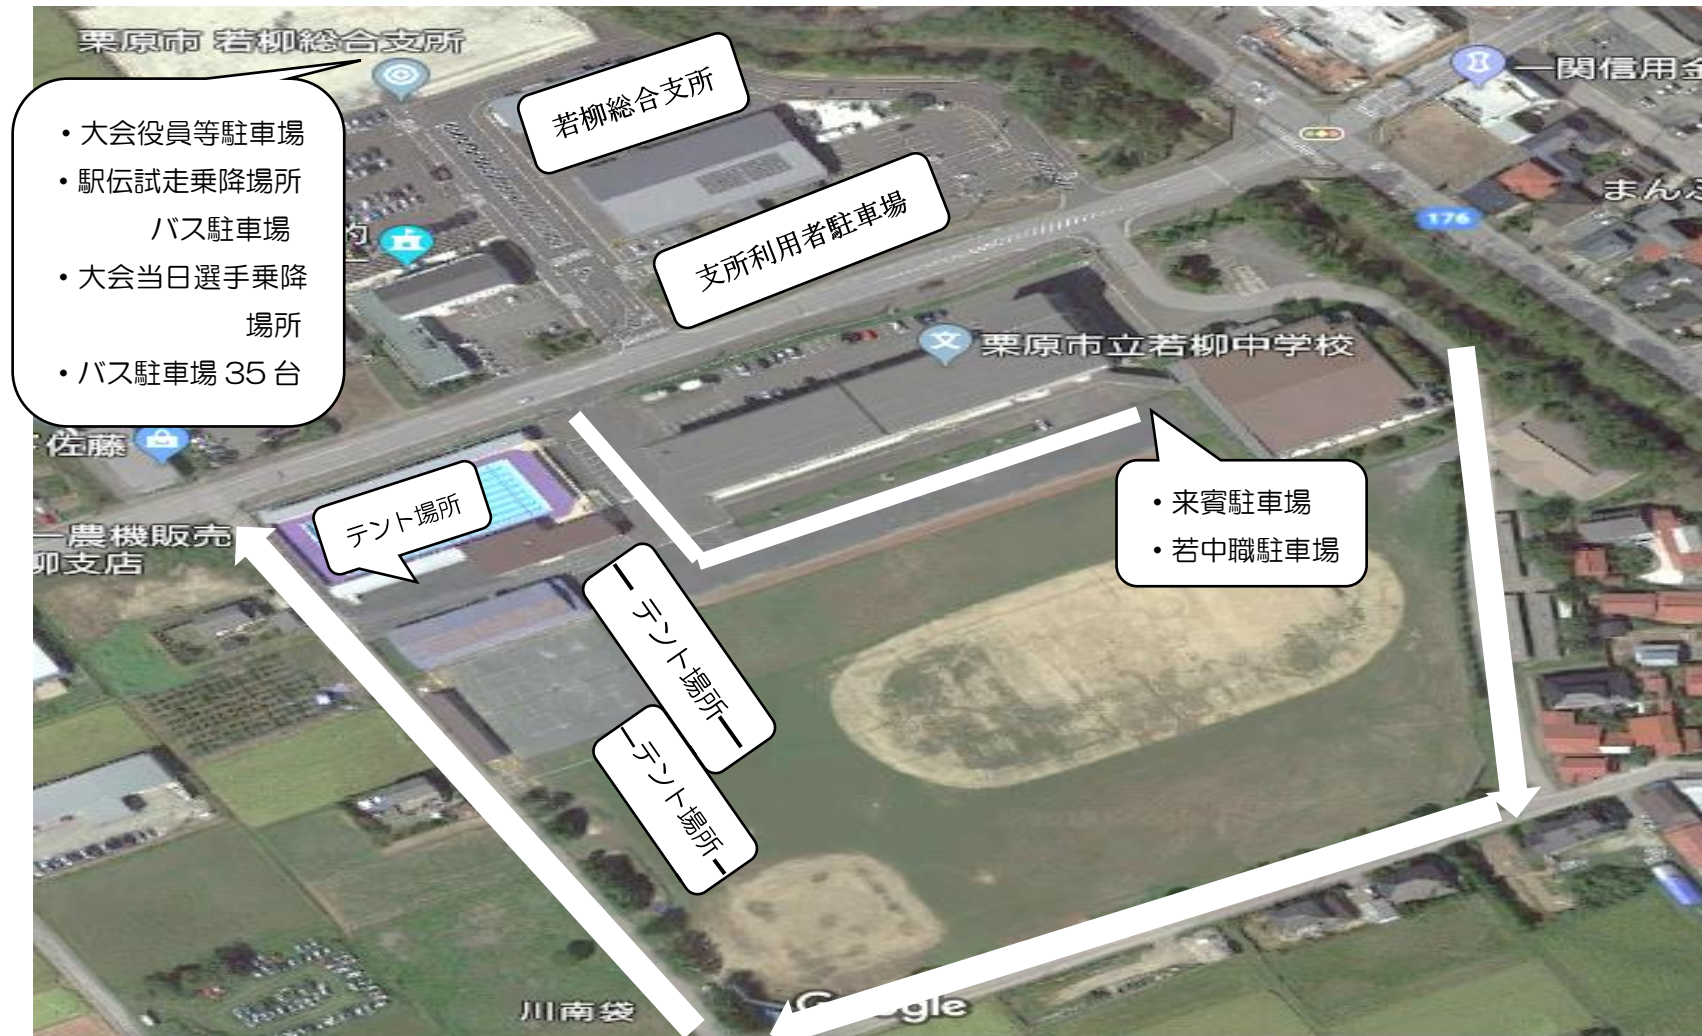 栗原市 若柳総合支所
・大会役員等駐車場
・駅伝試走乗降場所
バス駐車場
・大会当日選手乗降
場所
・バス駐車場 35 台
若柳総合支所
支所利用者駐車場
一関信用金
まんぷ
176
栗原市立若柳中学校
佐藤
一農機販売
柳支店
テント場所
・来賓駐車場
・若中職駐車場
テント場所
テント場所
川南袋
Google